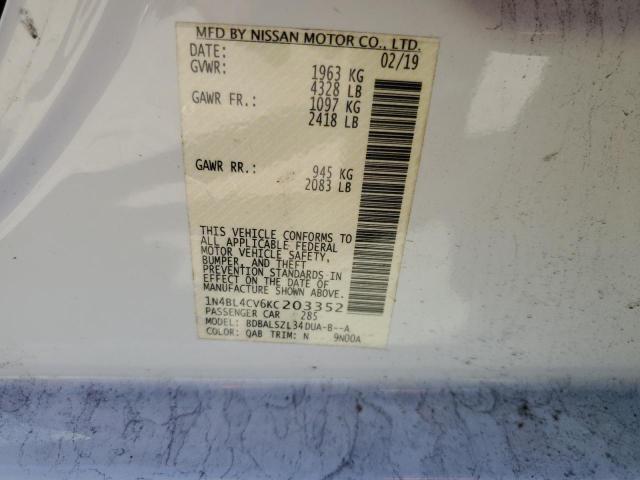 MFD BY NISSAN MOTOR CO., LTD.
DATE: 02/19
GVWR: 1963 KG
4328 LB
GAWR FR.: 1097 KG
2418 LB
GAWR RR.: 945 KG
2083 LB
THIS VEHICLE CONFORMS TO
ALL APPLICABLE FEDERAL
MOTOR VEHICLE SAFETY,
BUMPER, AND THEFT
PREVENTION STANDARDS IN
EFFECT ON THE DATE OF
MANUFACTURE SHOWN ABOVE.
1N4BL4CV6KC203352
PASSENGER CAR 285
MODEL: BDBALSZL34DUA-B--A
COLOR: QAB TRIM: N 9N00A